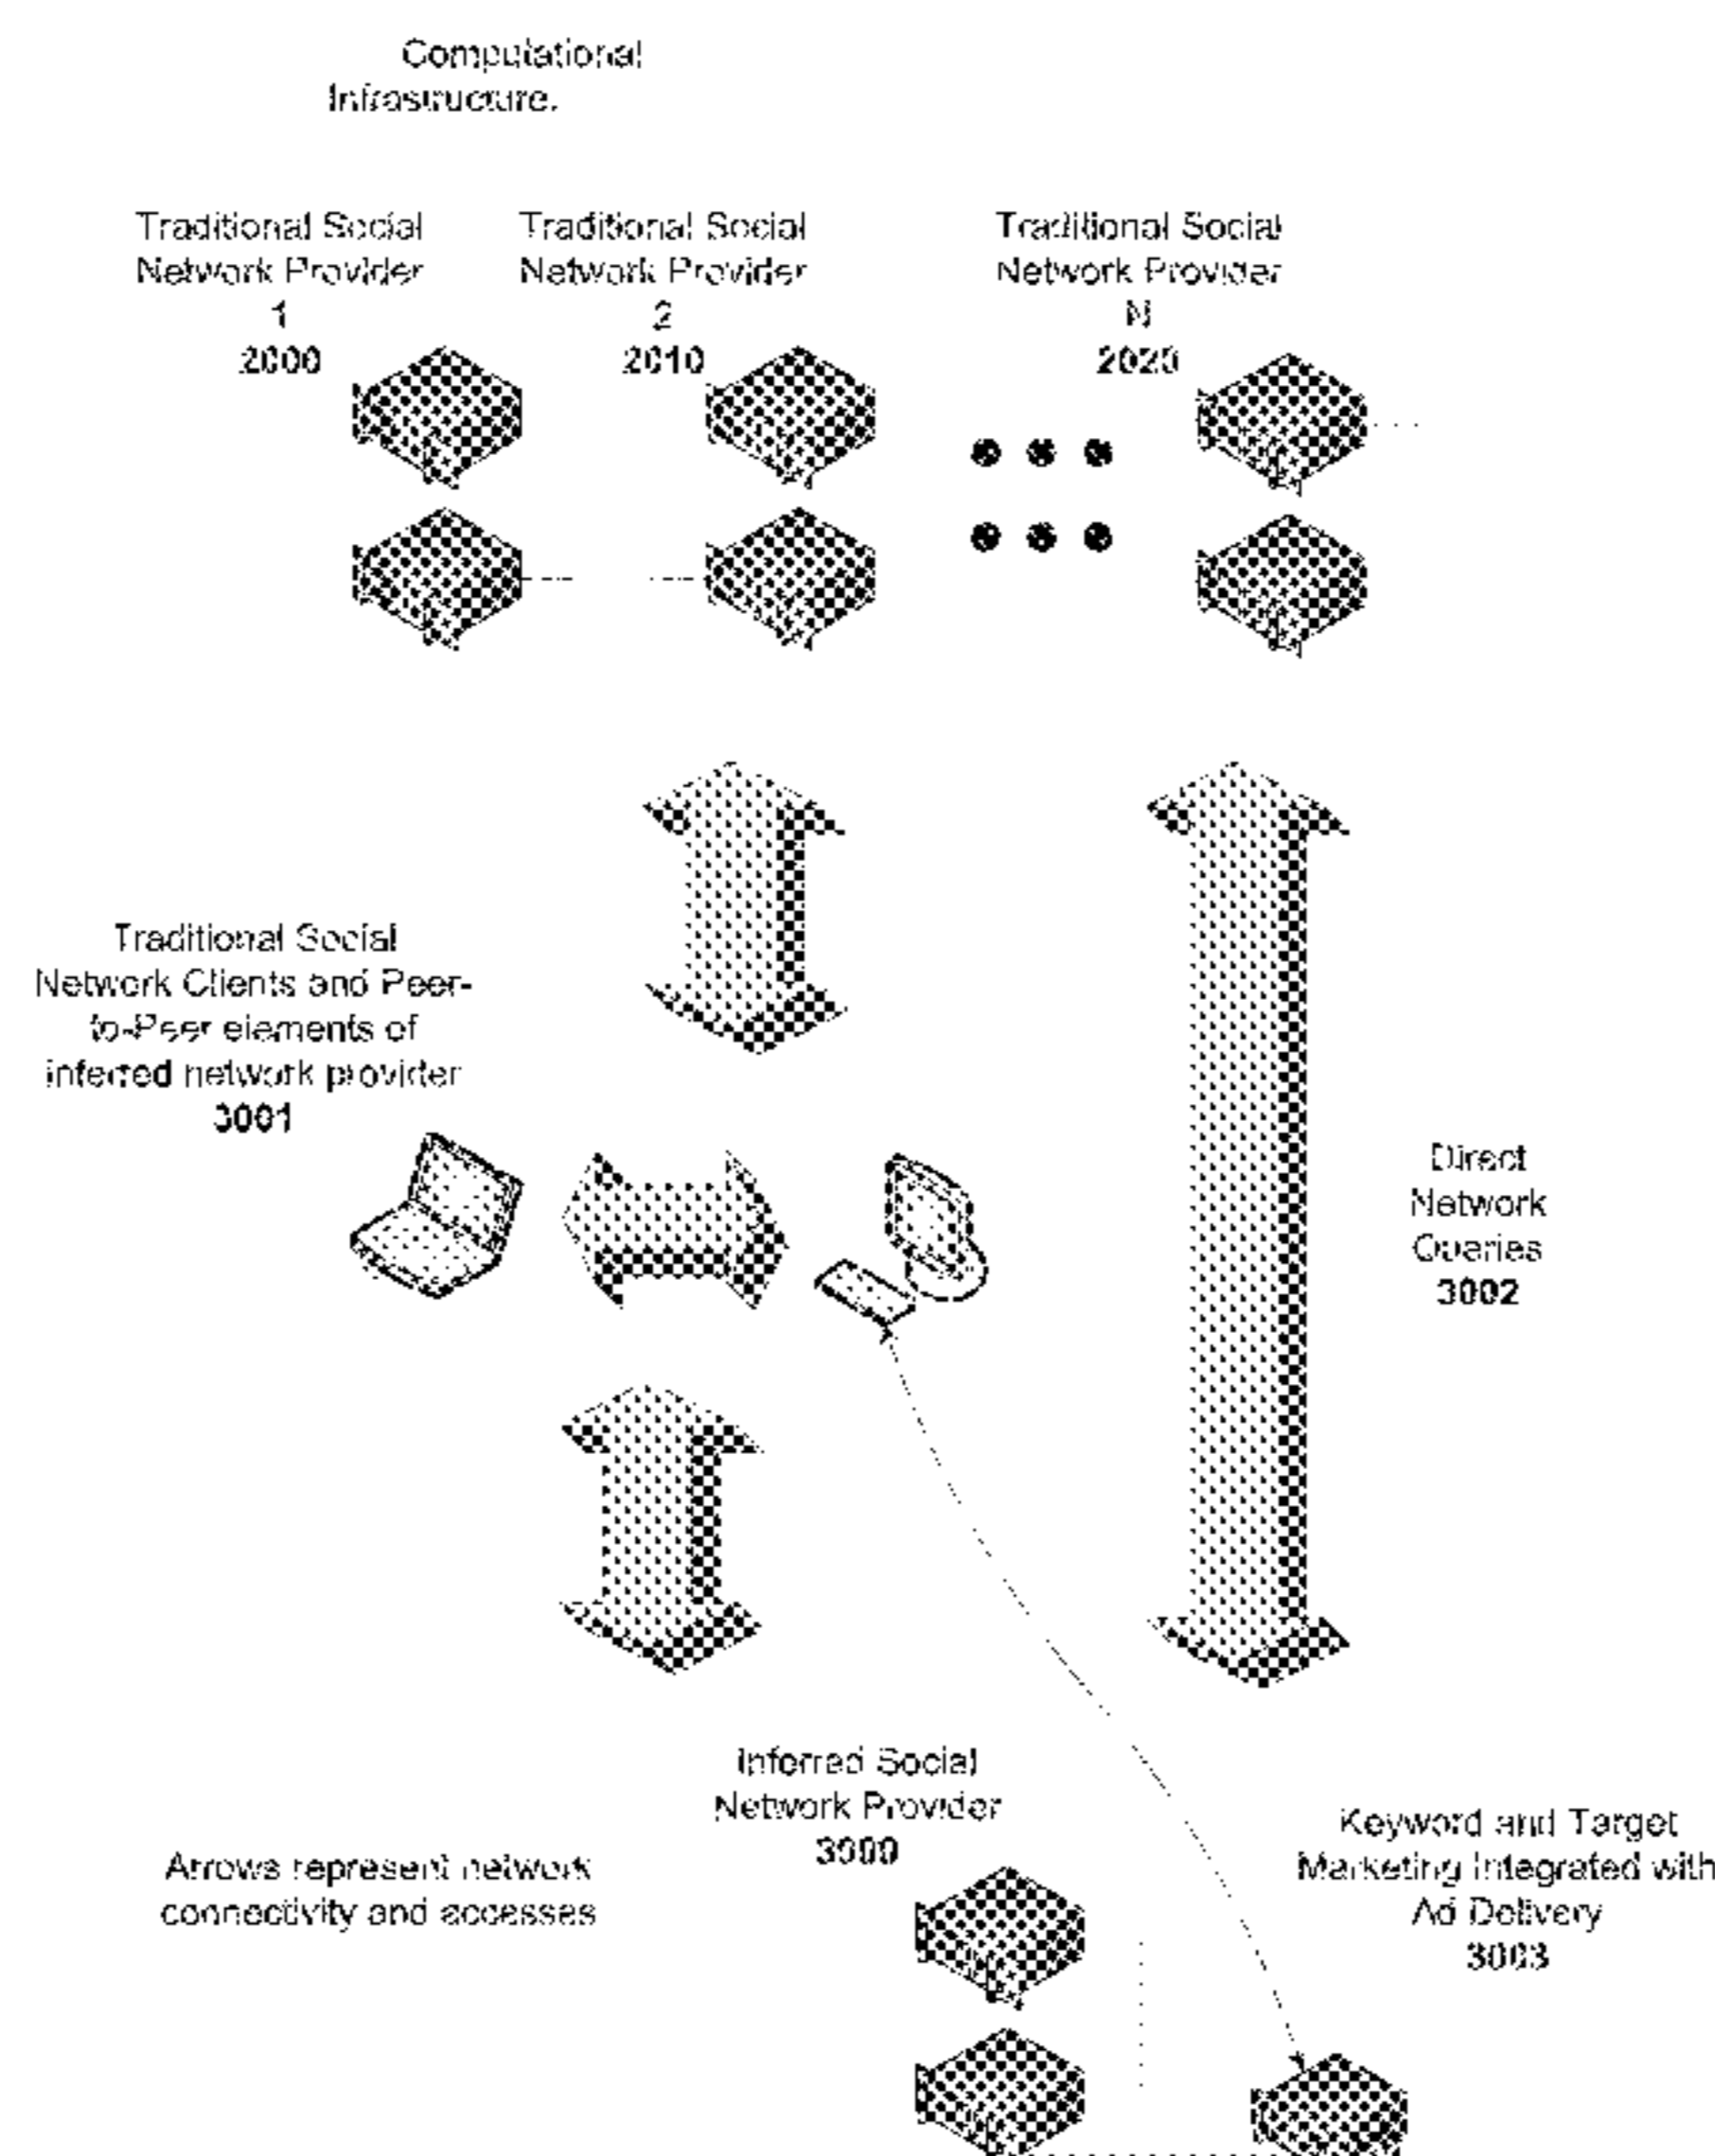 Computational
Infrastructure.
Traditional Social
Network Provider
1
2000
Traditional Social
Network Provider
2
2010
Traditional Social
Network Provider
N
2020
Traditional Social
Network Clients and Peer-
to-Peer elements of
inferred network provider
3001
Direct
Network
Queries
3002
Inferred Social
Network Provider
3000
Arrows represent network
connectivity and accesses
Keyword and Target
Marketing Integrated with
Ad Delivery
3003